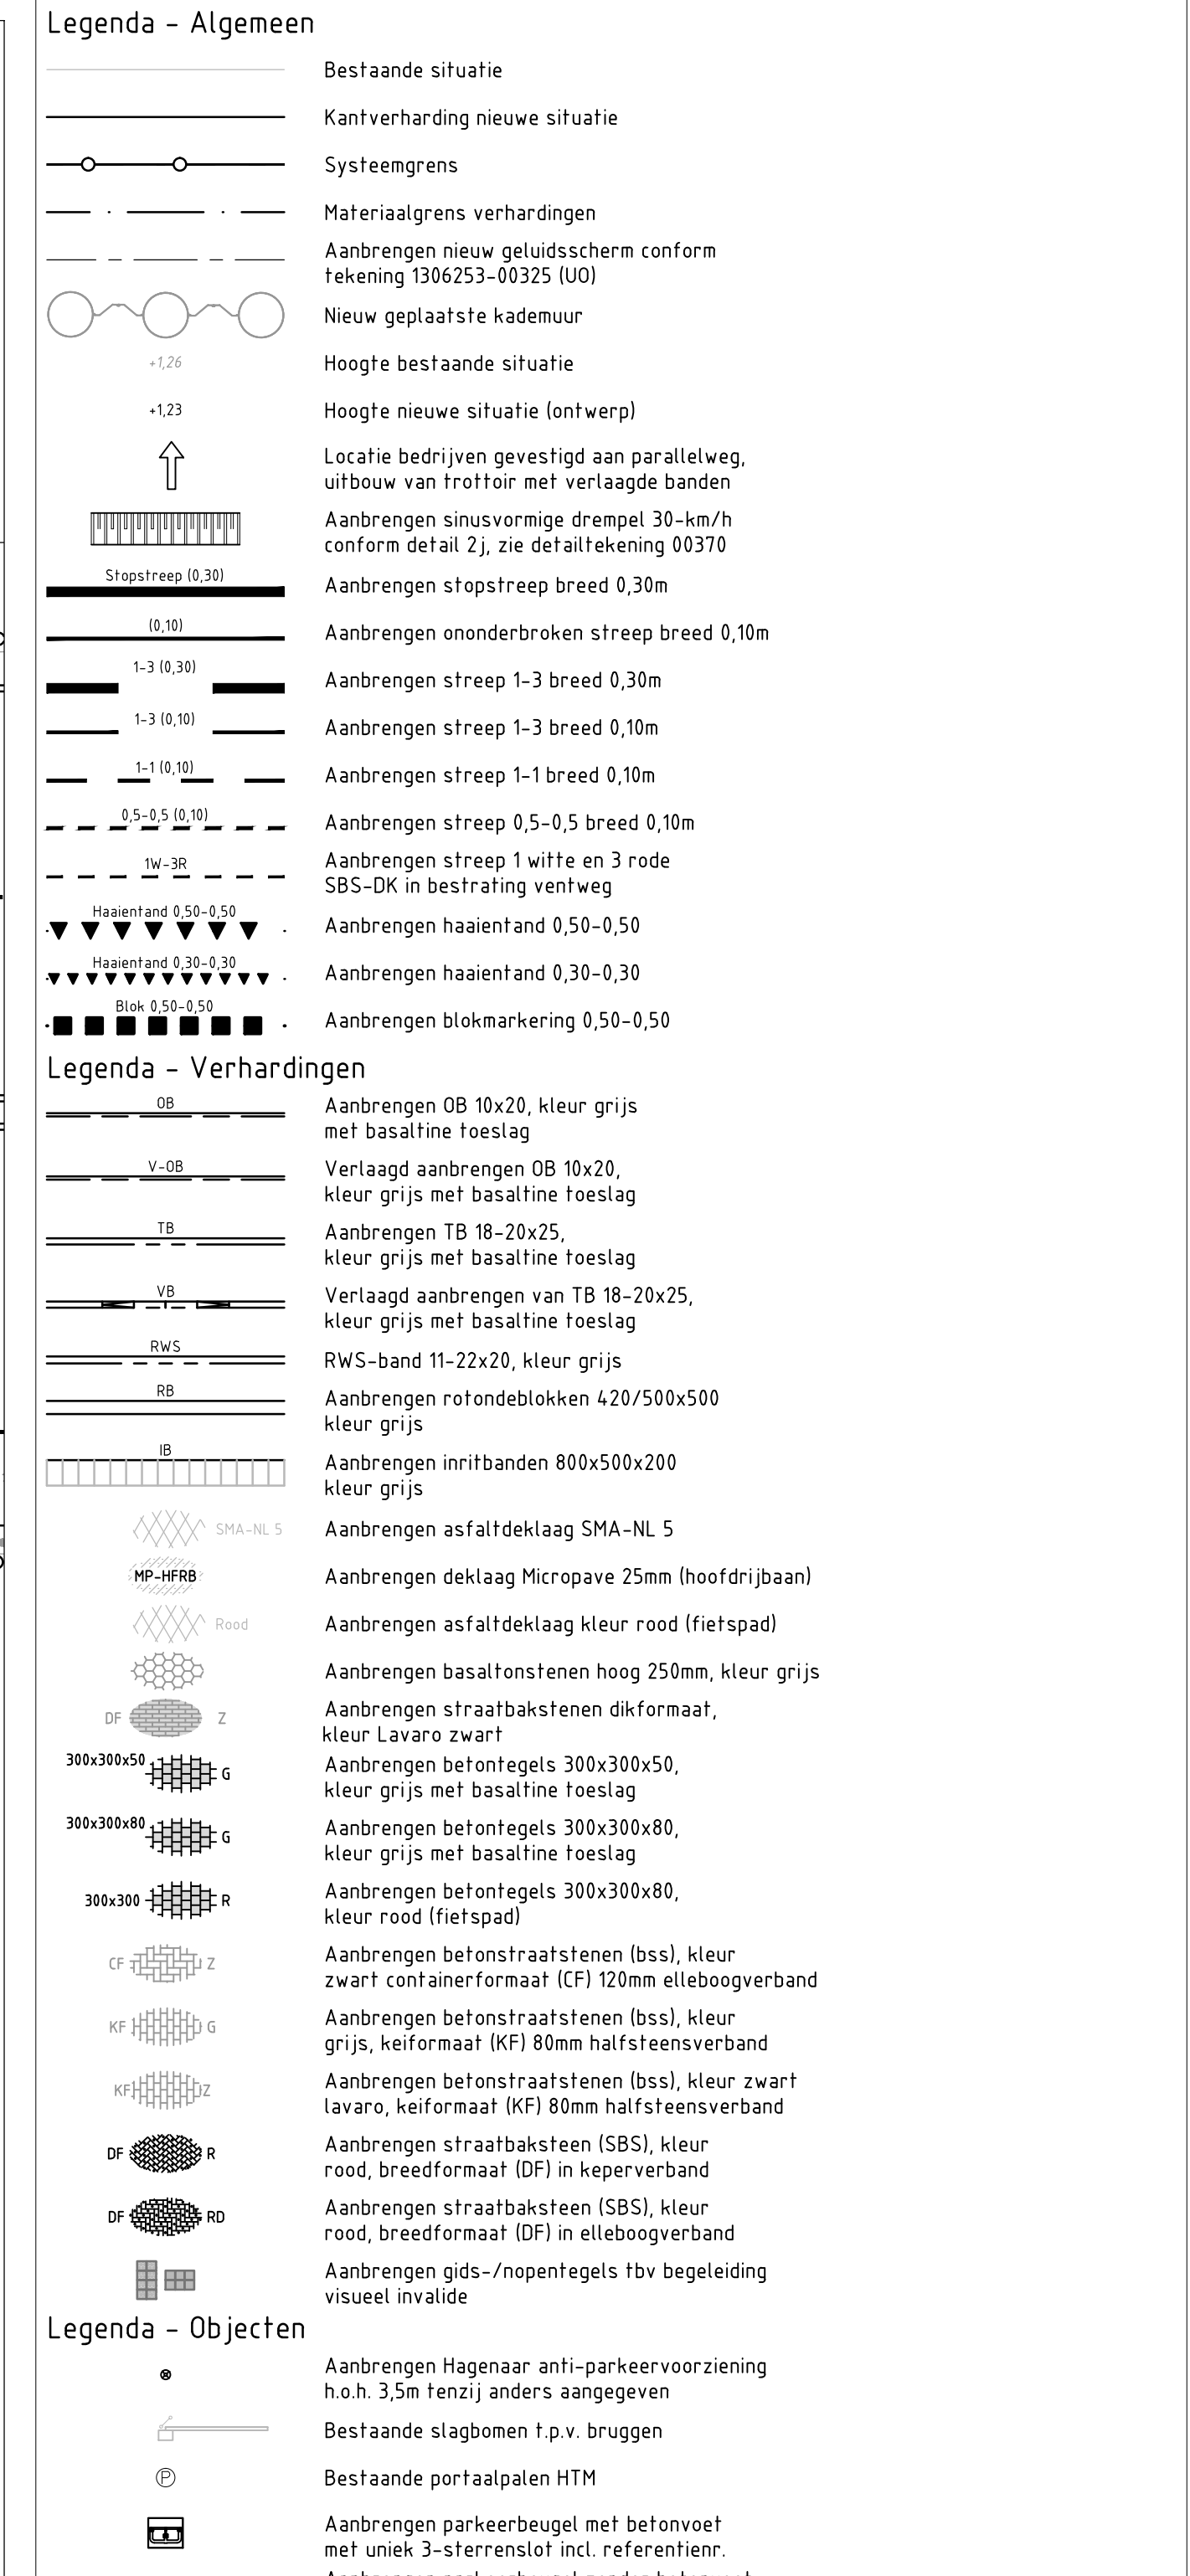 Legenda - Algemeen
Bestaande situatie
Kantverharding nieuwe situatie
Systeemgrens
Materiaalgrens verhardingen
Aanbrengen nieuw geluidsscherm conform
tekening 1306253-00325 (UO)
Nieuw geplaatste kademuur
+1,26 Hoogte bestaande situatie
+1,23 Hoogte nieuwe situatie (ontwerp)
Locatie bedrijven gevestigd aan parallelweg,
uitbouw van trottoir met verlaagde banden
Aanbrengen sinusvormige drempel 30-km/h
conform detail 2j, zie detailtekening 00370
Stopstreep (0,30)
Aanbrengen stopstreep breed 0,30m
(0,10)
Aanbrengen ononderbroken streep breed 0,10m
1-3 (0,30)
Aanbrengen streep 1-3 breed 0,30m
1-3 (0,10)
Aanbrengen streep 1-3 breed 0,10m
1-1 (0,10)
Aanbrengen streep 1-1 breed 0,10m
0,5-0,5 (0,10)
Aanbrengen streep 0,5-0,5 breed 0,10m
1W-3R
Aanbrengen streep 1 witte en 3 rode
SBS-DK in bestrating ventweg
Haaientand 0,50-0,50
Aanbrengen haaientand 0,50-0,50
Haaientand 0,30-0,30
Aanbrengen haaientand 0,30-0,30
Blok 0,50-0,50
Aanbrengen blokmarkering 0,50-0,50
Legenda - Verhardingen
OB
Aanbrengen OB 10x20, kleur grijs
met basaltine toeslag
V-OB
Verlaagd aanbrengen OB 10x20,
kleur grijs met basaltine toeslag
TB
Aanbrengen TB 18-20x25,
kleur grijs met basaltine toeslag
VB
Verlaagd aanbrengen van TB 18-20x25,
kleur grijs met basaltine toeslag
RWS
RWS-band 11-22x20, kleur grijs
RB
Aanbrengen rotondeblokken 420/500x500
kleur grijs
IB
Aanbrengen inritbanden 800x500x200
kleur grijs
SMA-NL 5 Aanbrengen asfaltdeklaag SMA-NL 5
MP-HFRB Aanbrengen deklaag Micropave 25mm (hoofdrijbaan)
Rood Aanbrengen asfaltdeklaag kleur rood (fietspad)
Aanbrengen basaltonstenen hoog 250mm, kleur grijs
DF Z Aanbrengen straatbakstenen dikformaat,
kleur Lavaro zwart
300x300x50 G Aanbrengen betontegels 300x300x50,
kleur grijs met basaltine toeslag
300x300x80 G Aanbrengen betontegels 300x300x80,
kleur grijs met basaltine toeslag
300x300 R Aanbrengen betontegels 300x300x80,
kleur rood (fietspad)
CF Z Aanbrengen betonstraatstenen (bss), kleur
zwart containerformaat (CF) 120mm elleboogverband
KF G Aanbrengen betonstraatstenen (bss), kleur
grijs, keiformaat (KF) 80mm halfsteensverband
KF Z Aanbrengen betonstraatstenen (bss), kleur zwart
lavaro, keiformaat (KF) 80mm halfsteensverband
DF R Aanbrengen straatbaksteen (SBS), kleur
rood, breedformaat (DF) in keperverband
DF RD Aanbrengen straatbaksteen (SBS), kleur
rood, breedformaat (DF) in elleboogverband
Aanbrengen gids-/nopentegels tbv begeleiding
visueel invalide
Legenda - Objecten
Aanbrengen Hagenaar anti-parkeervoorziening
h.o.h. 3,5m tenzij anders aangegeven
Bestaande slagbomen t.p.v. bruggen
P Bestaande portaalpalen HTM
Aanbrengen parkeerbeugel met betonvoet
met uniek 3-sterrenslot incl. referentienr.